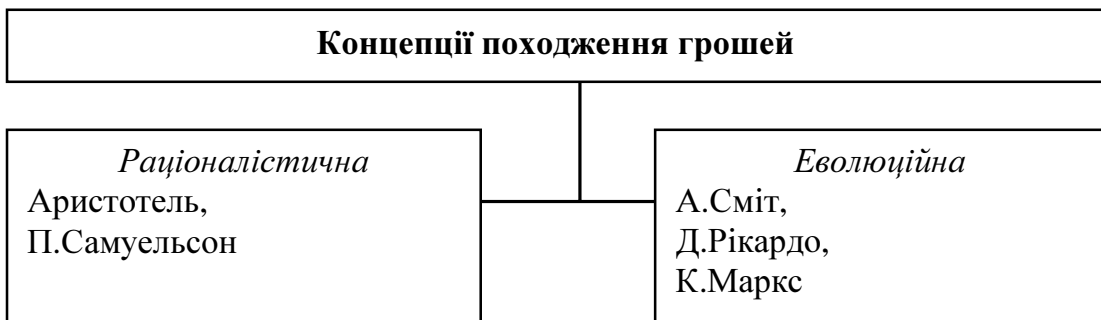 Концепції походження грошей
Раціоналістична
Аристотель,
П.Самуельсон
Еволюційна
А.Сміт,
Д.Рікардо,
К.Маркс